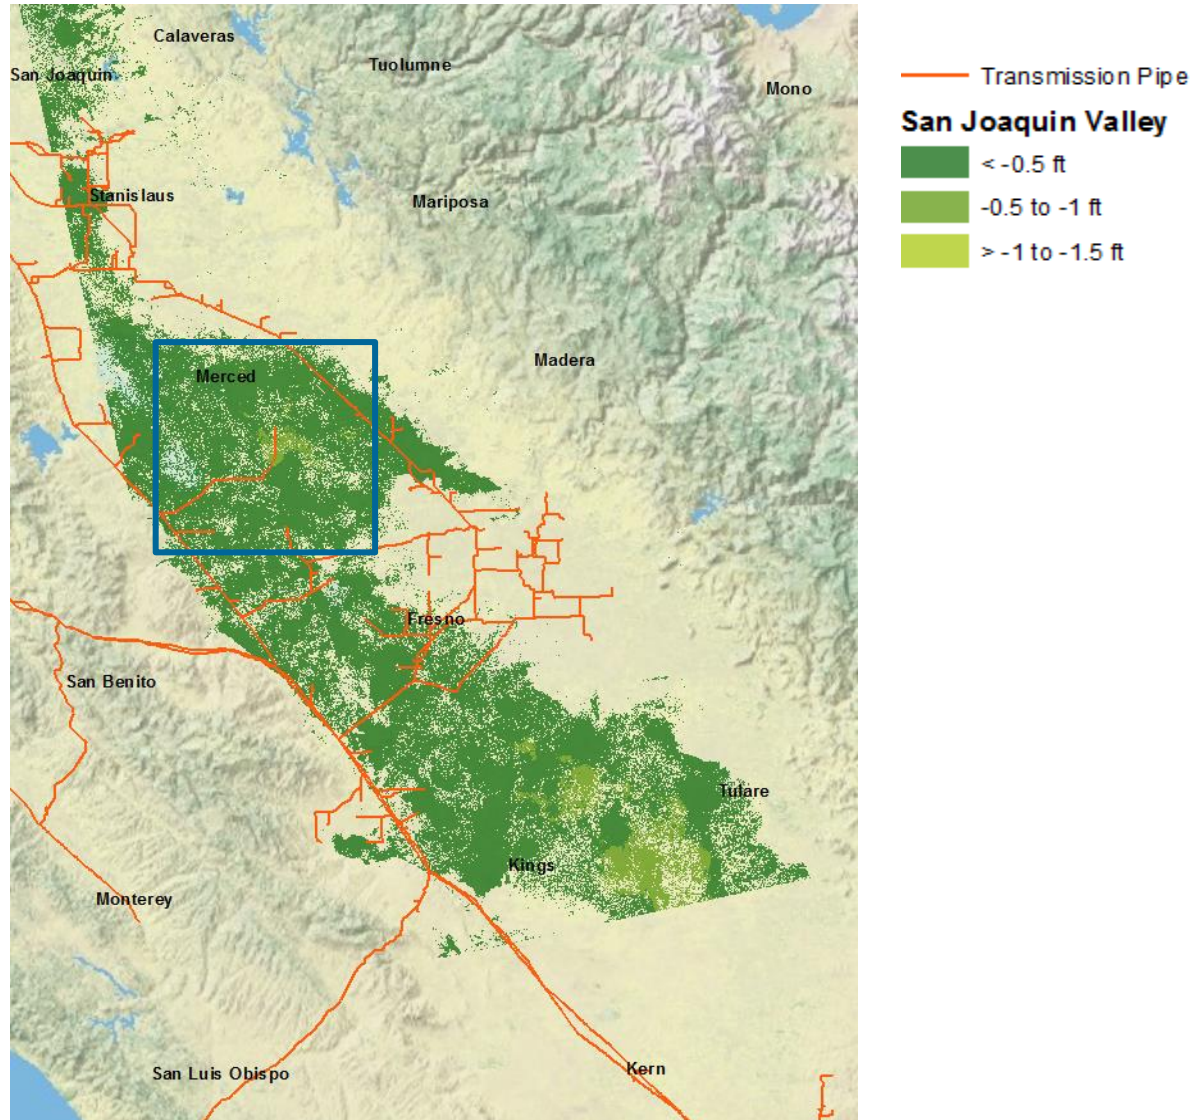 Calaveras
Tuolumne
San Joaquin
Mono
Stanislaus
Mariposa
Madera
Merced
Fresno
San Benito
Tulare
Kings
Monterey
San Luis Obispo
Kern
Transmission Pipe
San Joaquin Valley
< -0.5 ft
-0.5 to -1 ft
> -1 to -1.5 ft